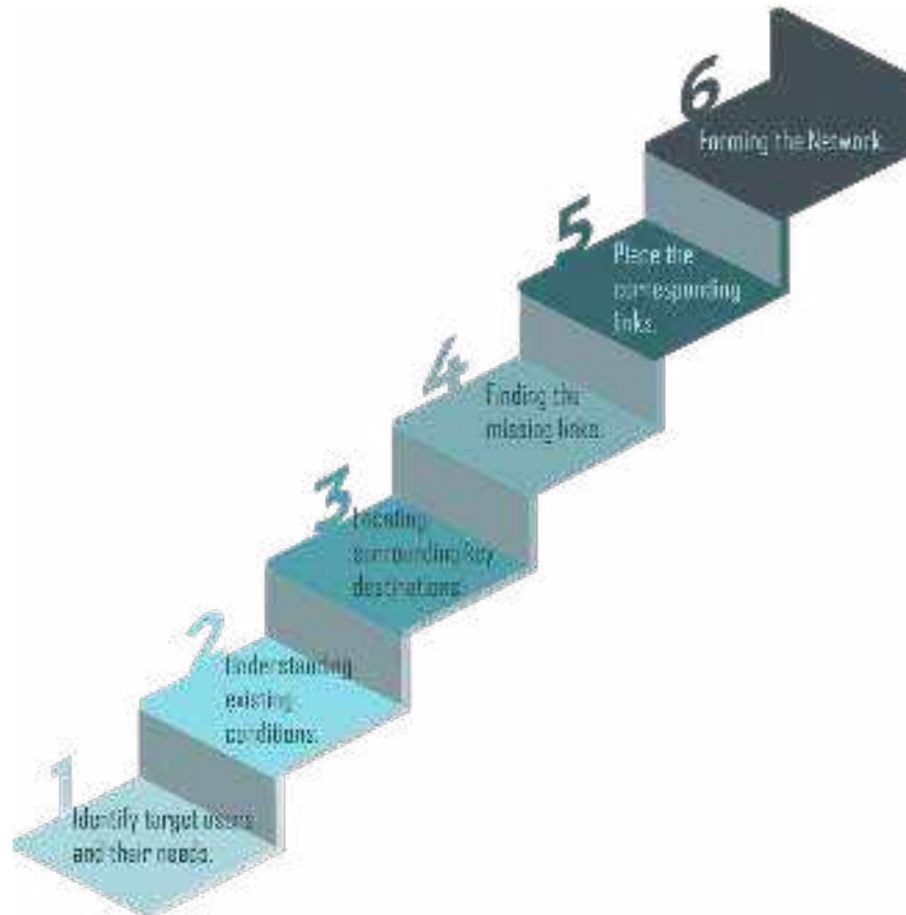 6
Forming the Network.
5
Place the
corresponding
links.
4
Finding the
missing links.
3
Locating
surrounding key
destinations.
2
Understanding
existing
conditions.
1
Identify target users
and their needs.